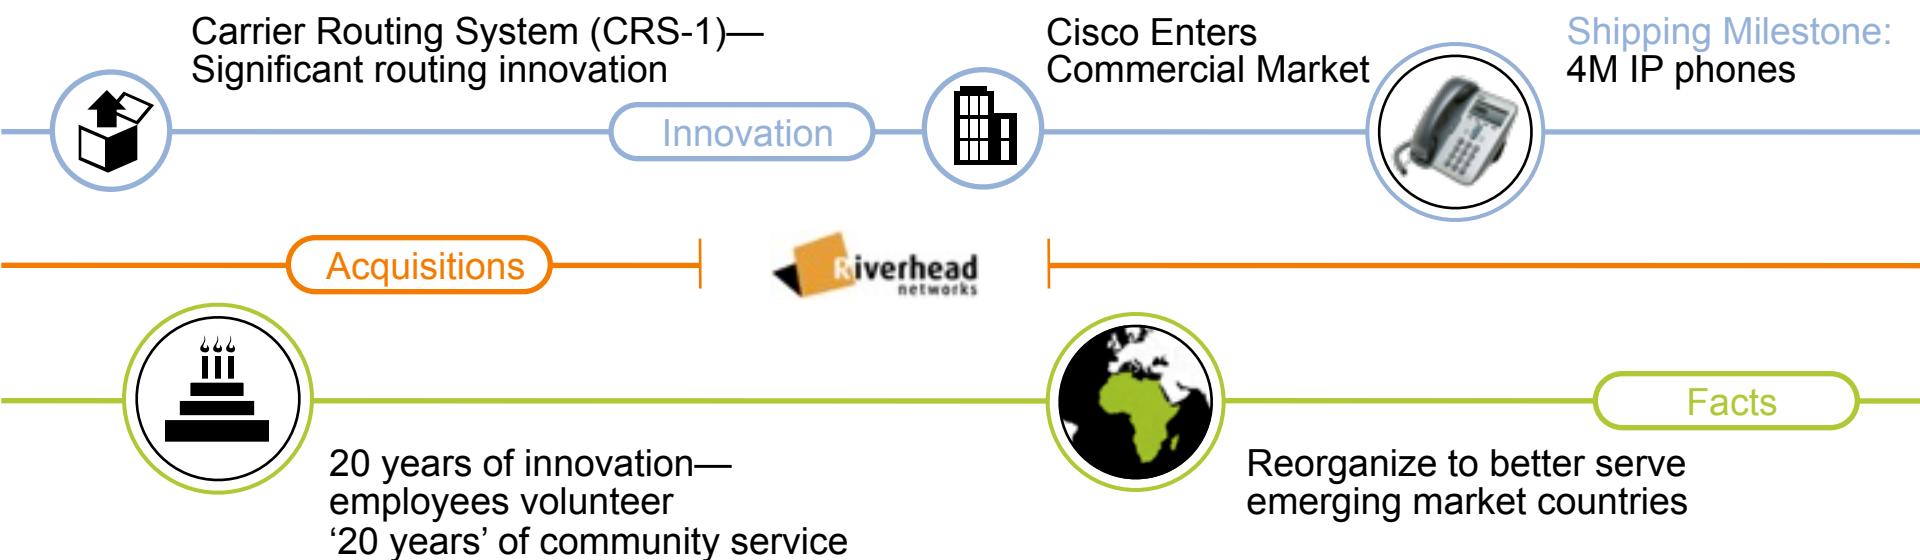 Carrier Routing System (CRS-1)—
Significant routing innovation
Innovation
Cisco Enters
Commercial Market
Shipping Milestone:
4M IP phones
Acquisitions
Riverhead
networks
20 years of innovation—
employees volunteer
‘20 years’ of community service
Reorganize to better serve
emerging market countries
Facts